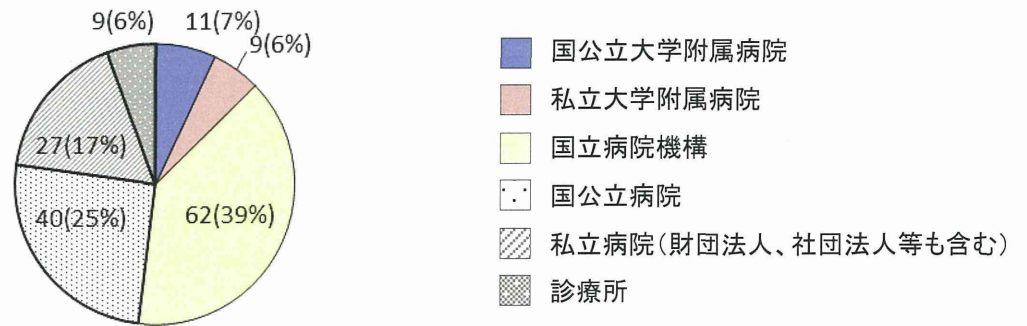 9(6%)
11(7%)
9(6%)
27(17%)
40(25%)
62(39%)
国公立大学附属病院
私立大学附属病院
国立病院機構
国公立病院
私立病院(財団法人、社団法人等も含む)
診療所